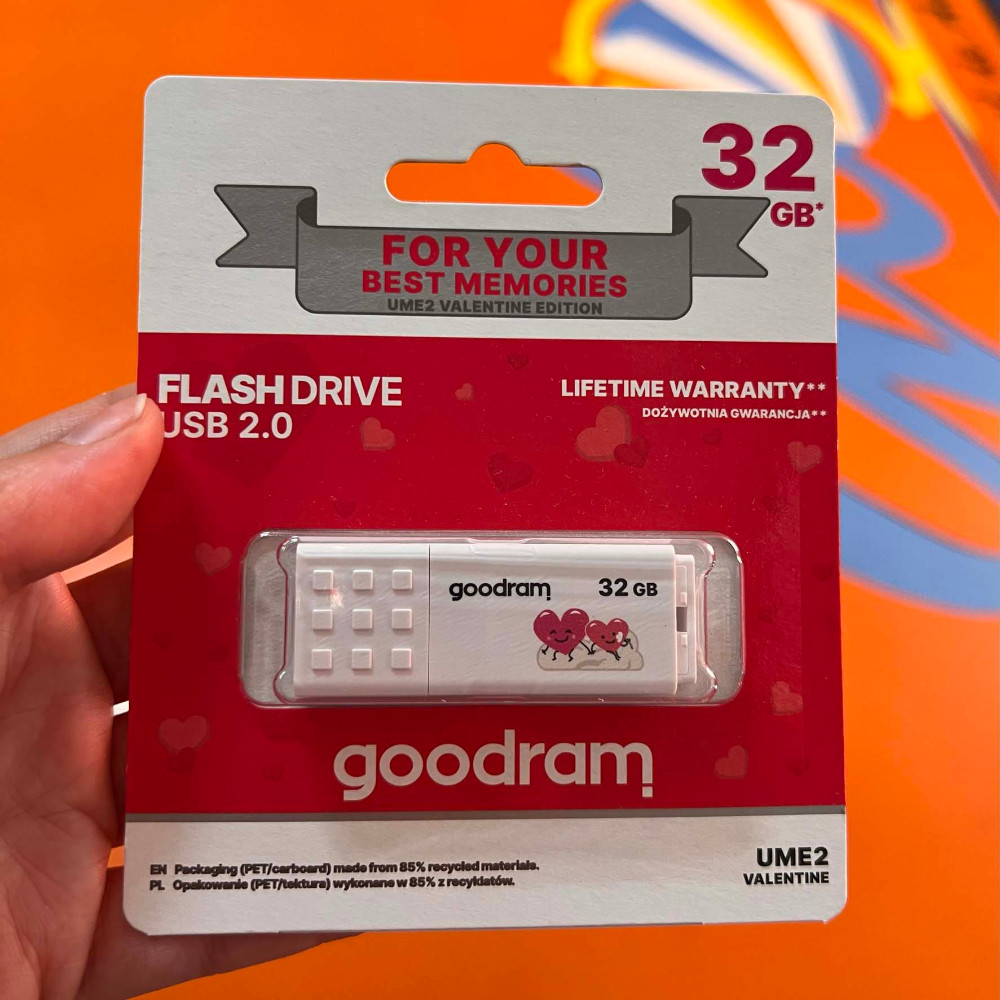 32
GB*
FOR YOUR
BEST MEMORIES
UME2 VALENTINE EDITION
FLASH DRIVE
USB 2.0
LIFETIME WARRANTY**
DOŻYWOTNIA GWARANCJA**
goodram
32 GB
goodram
EN Packaging (PET/carboard) made from 85% recycled materials.
PL Opakowanie (PET/tektura) wykonane w 85% z recyklatów.
UME2
VALENTINE